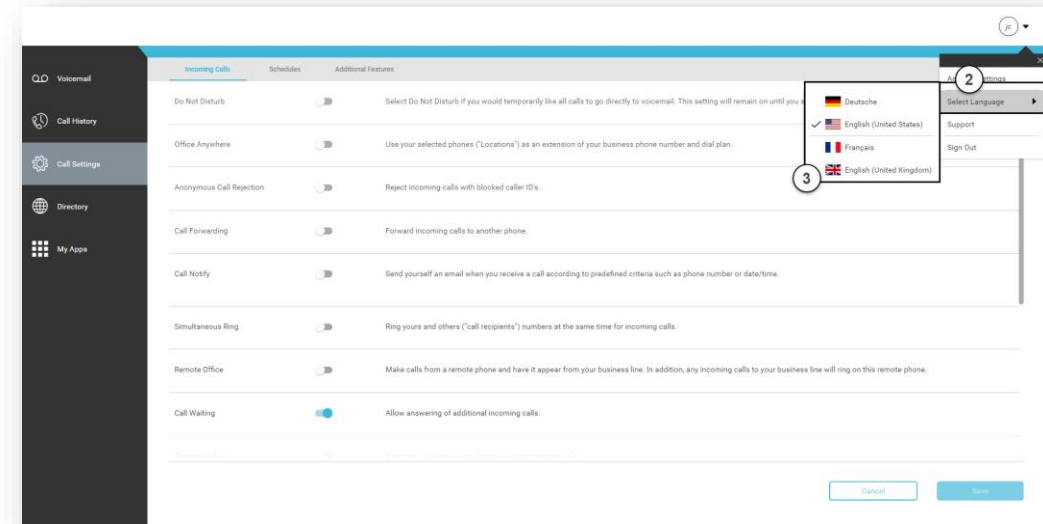 jc
Voicemail
Call History
Call Settings
Directory
My Apps
Incoming Calls Schedules Additional Features
Do Not Disturb Select Do Not Disturb if you would temporarily like all calls to go directly to voicemail. This setting will remain on until you
Office Anywhere Use your selected phones ("Locations") as an extension of your business phone number and dial plan.
Anonymous Call Rejection Reject incoming calls with blocked caller ID's.
Call Forwarding Forward incoming calls to another phone.
Call Notify Send yourself an email when you receive a call according to predefined criteria such as phone number or date/time.
Simultaneous Ring Ring yours and others ("call recipients") numbers at the same time for incoming calls.
Remote Office Make calls from a remote phone and have it appear from your business line. In addition, any incoming calls to your business line will ring on this remote phone.
Call Waiting Allow answering of additional incoming calls.
2
Select Language
Support
Sign Out
Deutsche
English (United States)
Français
English (United Kingdom)
3
Cancel Save